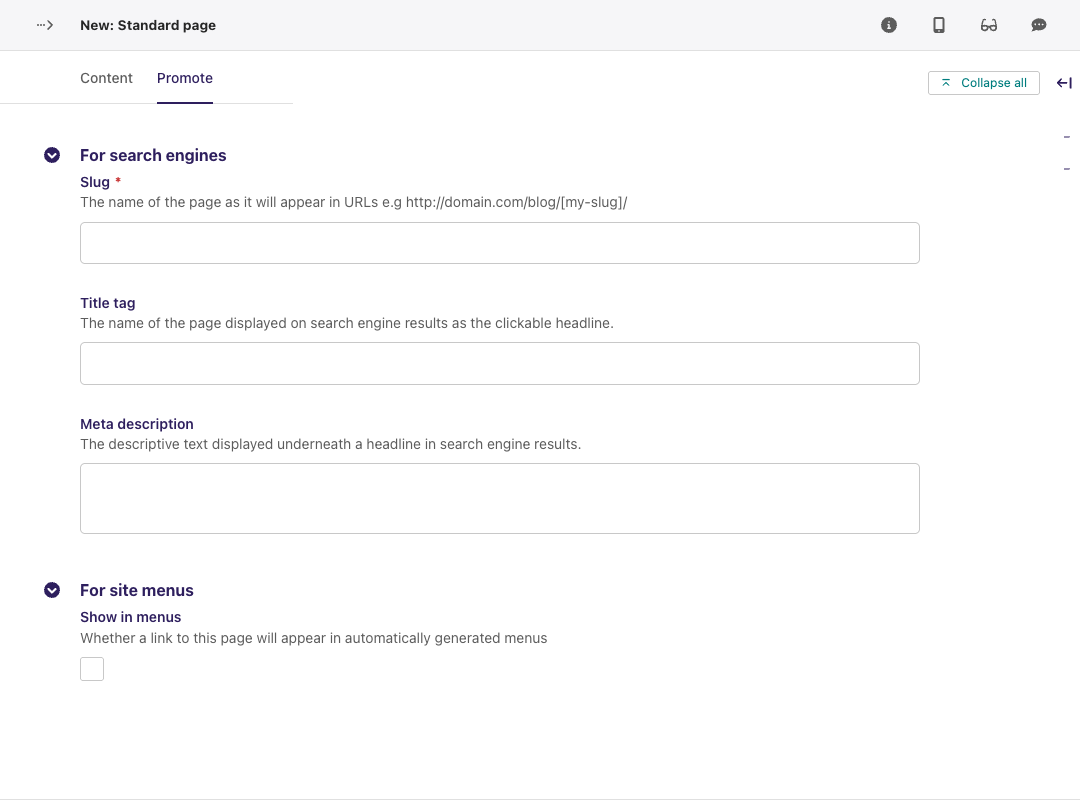 New: Standard page
Content Promote
Collapse all
For search engines
Slug *
The name of the page as it will appear in URLs e.g http://domain.com/blog/[my-slug]/
Title tag
The name of the page displayed on search engine results as the clickable headline.
Meta description
The descriptive text displayed underneath a headline in search engine results.
For site menus
Show in menus
Whether a link to this page will appear in automatically generated menus